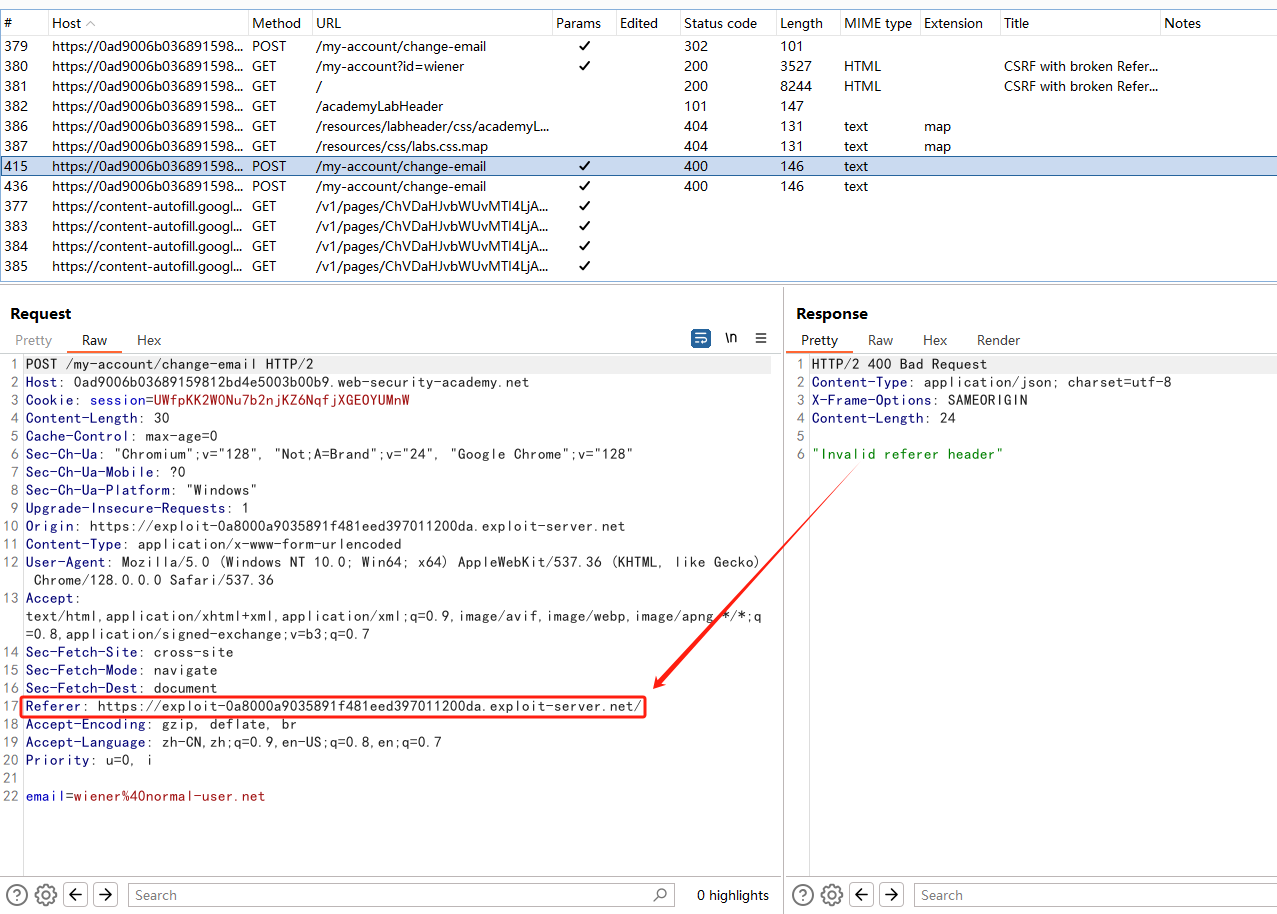 # Host Method URL Params Edited Status code Length MIME type Extension Title Notes
379 https://0ad9006b036891598... POST /my-account/change-email ✓ 302 101
380 https://0ad9006b036891598... GET /my-account?id=wiener ✓ 200 3527 HTML CSRF with broken Refer...
381 https://0ad9006b036891598... GET / 200 8244 HTML CSRF with broken Refer...
382 https://0ad9006b036891598... GET /academyLabHeader 101 147
386 https://0ad9006b036891598... GET /resources/labheader/css/academyL... 404 131 text map
387 https://0ad9006b036891598... GET /resources/css/labs.css.map 404 131 text map
415 https://0ad9006b036891598... POST /my-account/change-email ✓ 400 146 text
436 https://0ad9006b036891598... POST /my-account/change-email ✓ 400 146 text
377 https://content-autofill.googl... GET /v1/pages/ChVDaHJvbWUvMTI4LjA... ✓
383 https://content-autofill.googl... GET /v1/pages/ChVDaHJvbWUvMTI4LjA... ✓
384 https://content-autofill.googl... GET /v1/pages/ChVDaHJvbWUvMTI4LjA... ✓
385 https://content-autofill.googl... GET /v1/pages/ChVDaHJvbWUvMTI4LjA... ✓
Request
Pretty Raw Hex \n
1 POST /my-account/change-email HTTP/2
2 Host: 0ad9006b03689159812bd4e5003b00b9.web-security-academy.net
3 Cookie: session=UWfpKK2WONu7b2njKZ6NqfjXGEOYUMnW
4 Content-Length: 30
5 Cache-Control: max-age=0
6 Sec-Ch-Ua: "Chromium";v="128", "Not;A=Brand";v="24", "Google Chrome";v="128"
7 Sec-Ch-Ua-Mobile: ?0
8 Sec-Ch-Ua-Platform: "Windows"
9 Upgrade-Insecure-Requests: 1
10 Origin: https://exploit-0a8000a9035891f481eed397011200da.exploit-server.net
11 Content-Type: application/x-www-form-urlencoded
12 User-Agent: Mozilla/5.0 (Windows NT 10.0; Win64; x64) AppleWebKit/537.36 (KHTML, like Gecko)
Chrome/128.0.0.0 Safari/537.36
13 Accept:
text/html,application/xhtml+xml,application/xml;q=0.9,image/avif,image/webp,image/apng,*/*;q
=0.8,application/signed-exchange;v=b3;q=0.7
14 Sec-Fetch-Site: cross-site
15 Sec-Fetch-Mode: navigate
16 Sec-Fetch-Dest: document
17 Referer: https://exploit-0a8000a9035891f481eed397011200da.exploit-server.net/
18 Accept-Encoding: gzip, deflate, br
19 Accept-Language: zh-CN,zh;q=0.9,en-US;q=0.8,en;q=0.7
20 Priority: u=0, i
21
22 email=wiener%40normal-user.net
Search 0 highlights
Response
Pretty Raw Hex Render
1 HTTP/2 400 Bad Request
2 Content-Type: application/json; charset=utf-8
3 X-Frame-Options: SAMEORIGIN
4 Content-Length: 24
5
6 "Invalid referer header"
Search